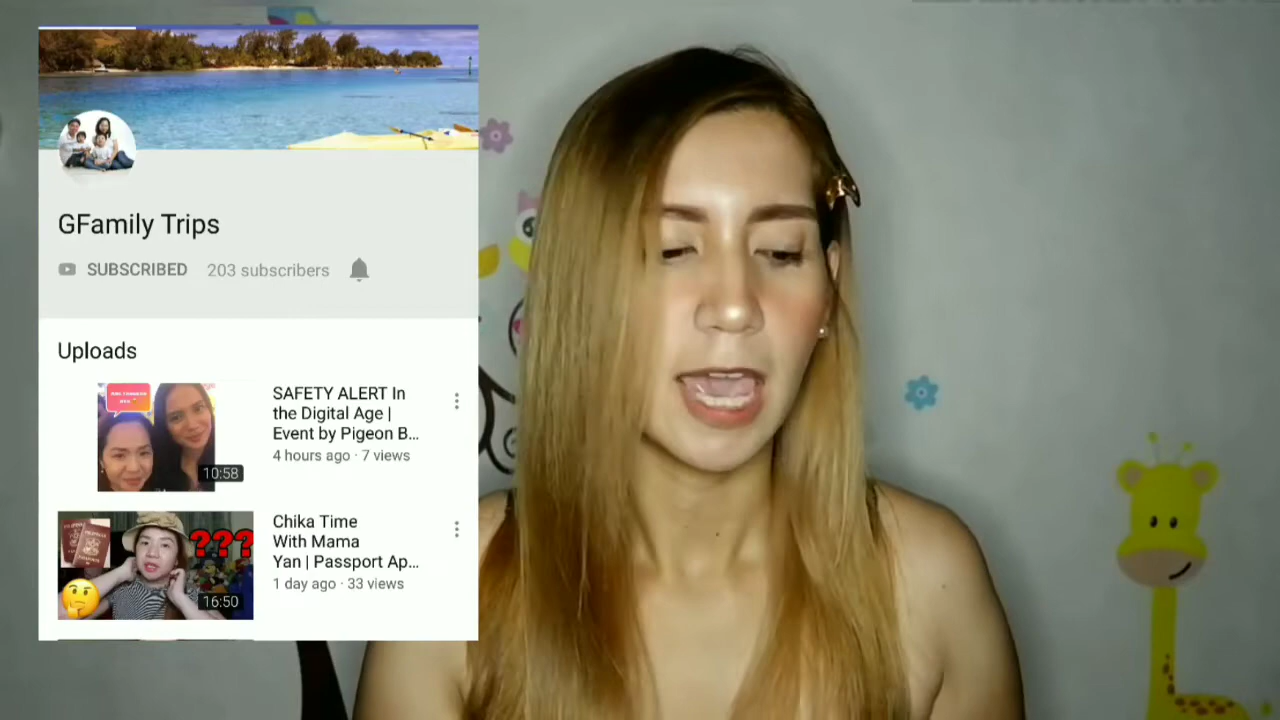 GFamily Trips
SUBSCRIBED 203 subscribers
Uploads
SAFETY ALERT In
the Digital Age |
Event by Pigeon B...
4 hours ago · 7 views
10:58
Chika Time
With Mama
Yan | Passport Ap...
1 day ago · 33 views
???
16:50